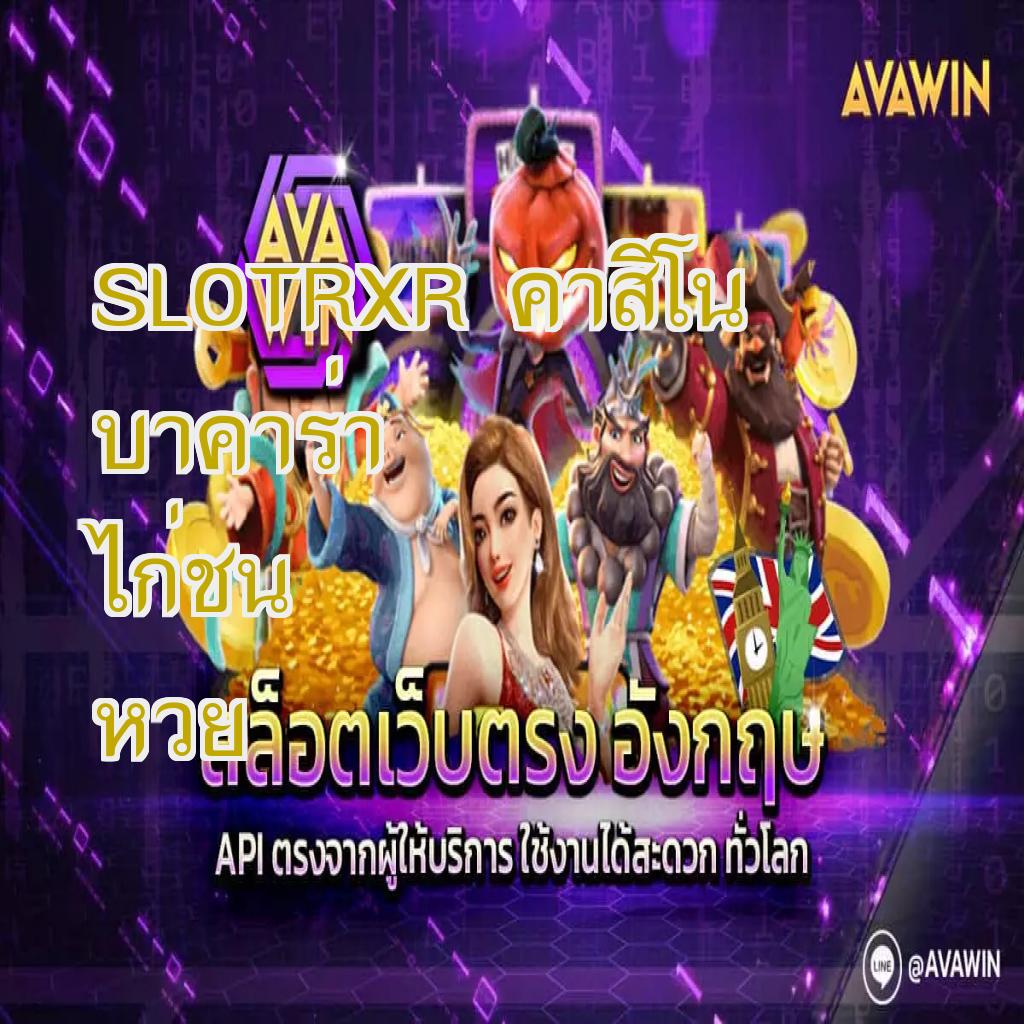 AVAWIN
AVA
WIN
SLOTRXR คาสิโน
บาคาร่า
ไก่ชน
หวย
สล็อตเว็บตรง อังกฤษ
API ตรงจากผู้ให้บริการ ใช้งานได้สะดวก ทั่วโลก
LINE @AVAWIN